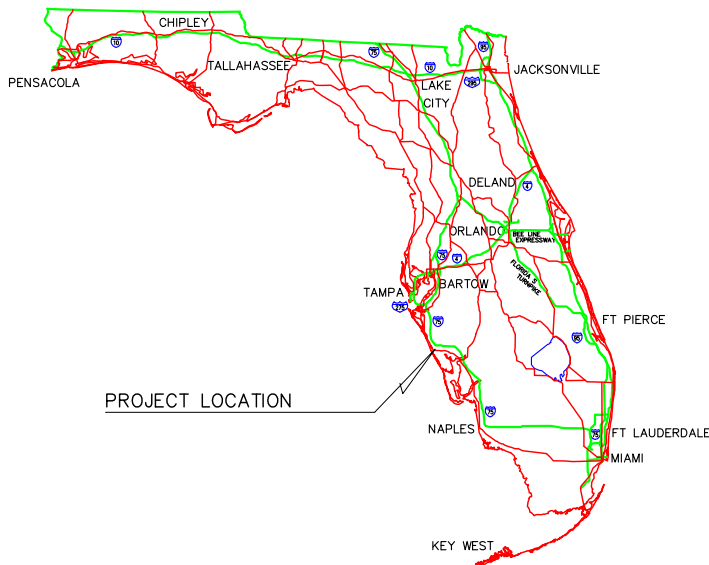 CHIPLEY
10
75
95
TALLAHASSEE
10
JACKSONVILLE
PENSACOLA
LAKE
CITY
295
DELAND
4
ORLANDO
BEE LINE
EXPRESSWAY
75
4
FLORIDA'S
TURNPIKE
BARTOW
TAMPA
275
75
FT PIERCE
95
PROJECT LOCATION
75
NAPLES
75
FT LAUDERDALE
MIAMI
KEY WEST